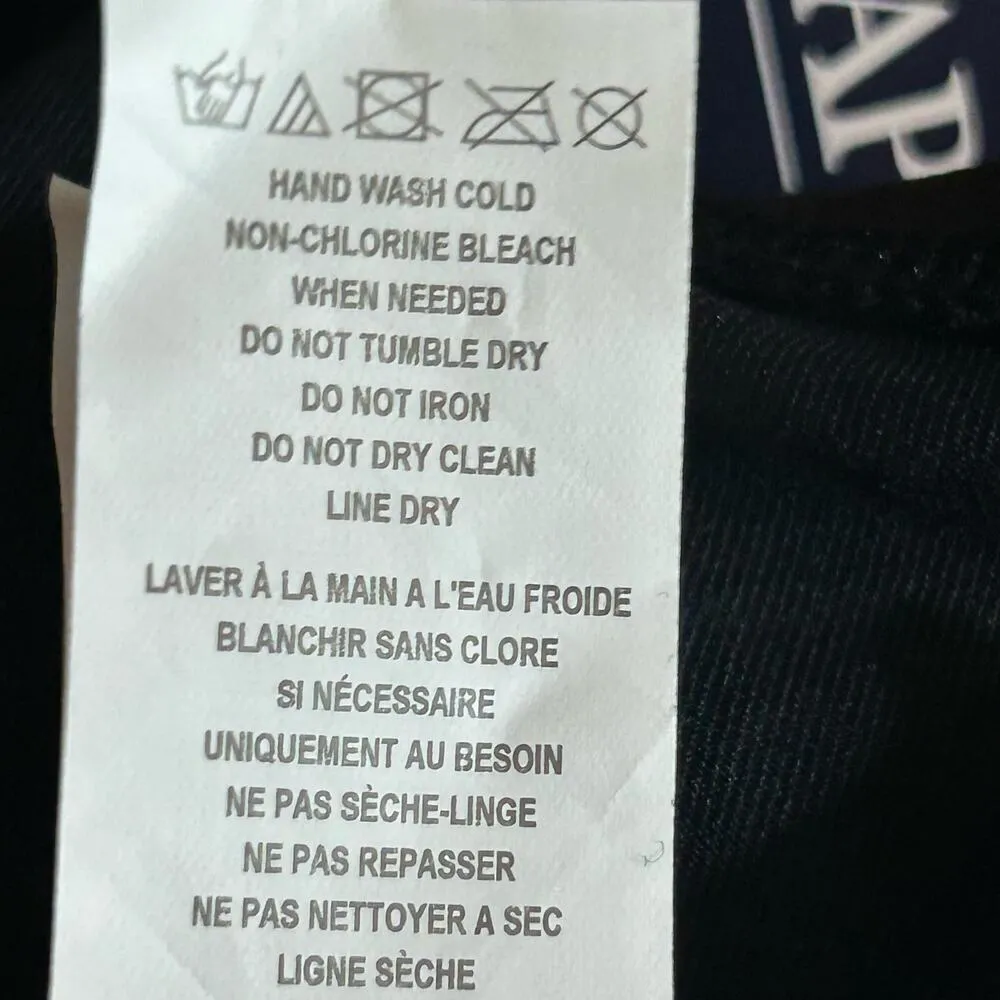 AP
HAND WASH COLD
NON-CHLORINE BLEACH
WHEN NEEDED
DO NOT TUMBLE DRY
DO NOT IRON
DO NOT DRY CLEAN
LINE DRY
LAVER À LA MAIN A L'EAU FROIDE
BLANCHIR SANS CLORE
SI NÉCESSAIRE
UNIQUEMENT AU BESOIN
NE PAS SÈCHE-LINGE
NE PAS REPASSER
NE PAS NETTOYER A SEC
LIGNE SÈCHE